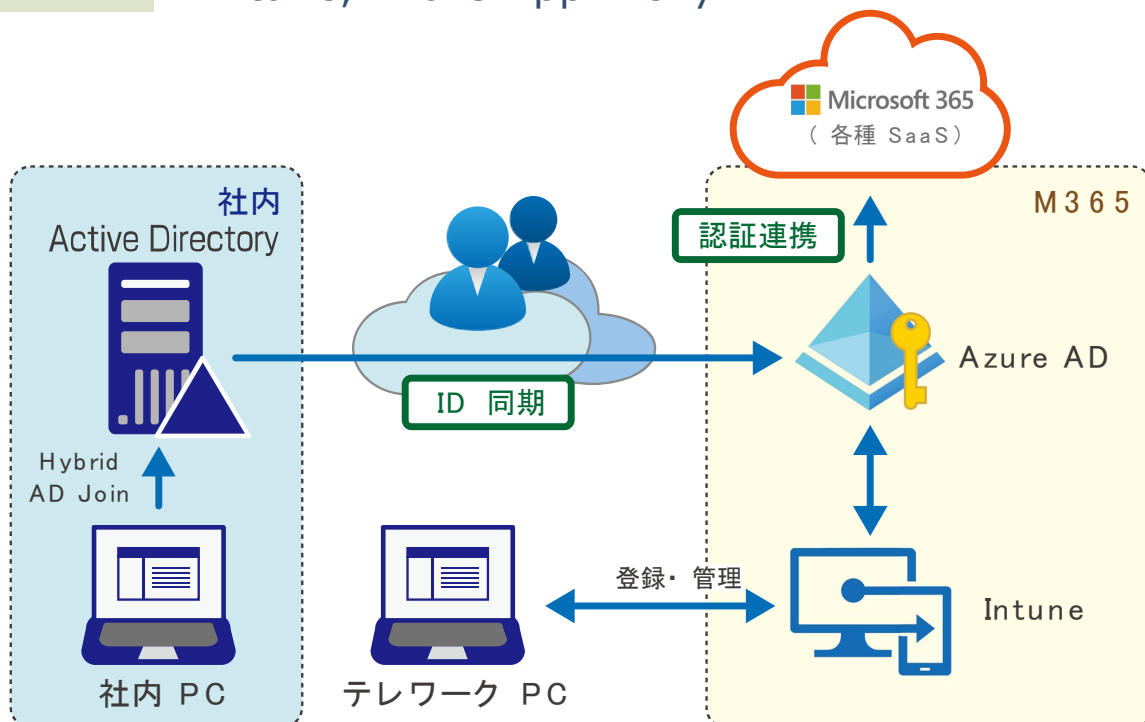 Microsoft 365
( 各種 SaaS)
社内
Active Directory
M365
認証連携
Azure AD
ID 同期
Hybrid
AD Join
登録・管理
Intune
社内 PC
テレワーク PC